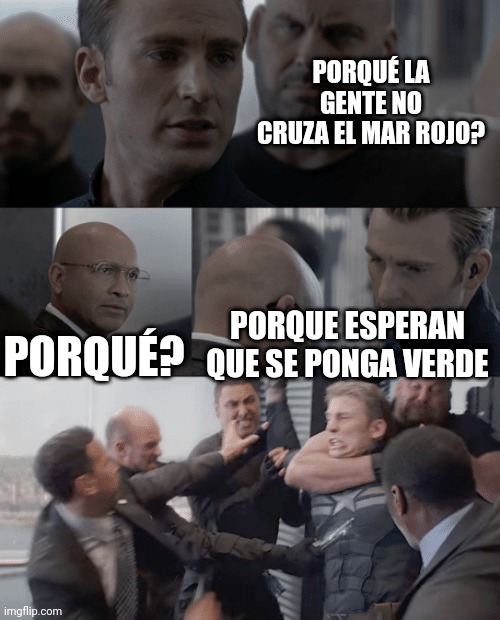 PORQUÉ LA
GENTE NO
CRUZA EL MAR ROJO?
PORQUÉ?
PORQUE ESPERAN
QUE SE PONGA VERDE
imgflip.com